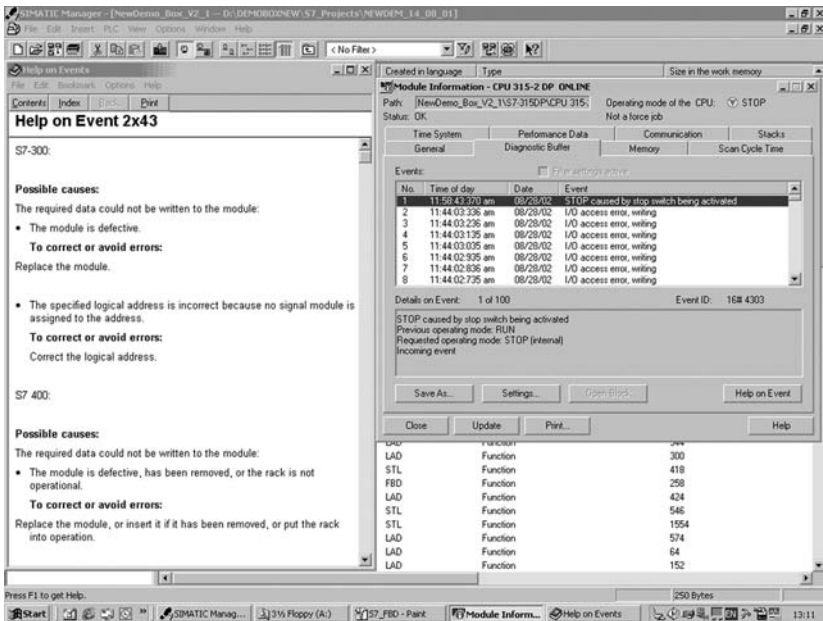 SIMATIC Manager - [NewDemo_Box_V2_1 -- D:\DEMOBOXNEW\S7_Projects\NEWDEM_14_08_01]
File Edit Insert PLC View Options Window Help
< No Filter >
Help on Events
File Edit Bookmark Options Help
Contents Index Back Print
Help on Event 2x43
S7-300:
Possible causes:
The required data could not be written to the module:
• The module is defective.
To correct or avoid errors:
Replace the module.
• The specified logical address is incorrect because no signal module is
assigned to the address.
To correct or avoid errors:
Correct the logical address.
S7 400:
Possible causes:
The required data could not be written to the module:
• The module is defective, has been removed, or the rack is not
operational.
To correct or avoid errors:
Replace the module, or insert it if it has been removed, or put the rack
into operation.
Created in language Type Size in the work memory
Module Information - CPU 315-2 DP ONLINE
Path: NewDemo_Box_V2_1\S7-315DP\CPU 315- Operating mode of the CPU: STOP
Status: OK Not a force job
Time System Performance Data Communication Stacks
General Diagnostic Buffer Memory Scan Cycle Time
Events: Filter settings active
No. Time of day Date Event
1 11:58:43:370 am 08/28/02 STOP caused by stop switch being activated
2 11:44:03:336 am 08/28/02 I/O access error, writing
3 11:44:03:236 am 08/28/02 I/O access error, writing
4 11:44:03:135 am 08/28/02 I/O access error, writing
5 11:44:03:035 am 08/28/02 I/O access error, writing
6 11:44:02:935 am 08/28/02 I/O access error, writing
7 11:44:02:836 am 08/28/02 I/O access error, writing
8 11:44:02:735 am 08/28/02 I/O access error, writing
Details on Event: 1 of 100 Event ID: 16# 4303
STOP caused by stop switch being activated
Previous operating mode: RUN
Requested operating mode: STOP (internal)
Incoming event
Save As... Settings... Open Block... Help on Event
Close Update Print... Help
LAD Function 344
LAD Function 300
STL Function 418
FBD Function 258
LAD Function 424
STL Function 546
STL Function 1554
LAD Function 574
LAD Function 64
LAD Function 152
Press F1 to get Help. 250 Bytes
Start » SIMATIC Manag... 3½ Floppy (A:) S7_FBD - Paint Module Inform... Help on Events 13:11